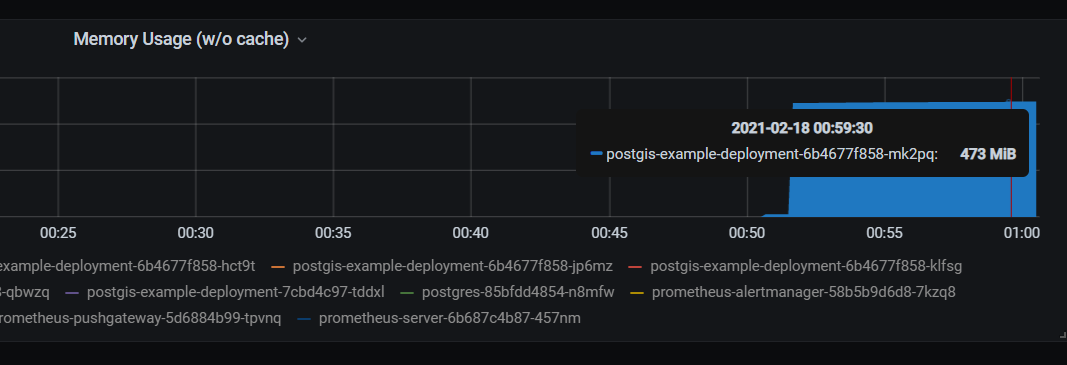 Memory Usage (w/o cache)
2021-02-18 00:59:30
postgis-example-deployment-6b4677f858-mk2pq: 473 MiB
00:25 00:30 00:35 00:40 00:45 00:50 00:55 01:00
example-deployment-6b4677f858-hct9t postgis-example-deployment-6b4677f858-jp6mz postgis-example-deployment-6b4677f858-klfsg
-qbwzq postgis-example-deployment-7cbd4c97-tddxl postgres-85bfdd4854-n8mfw prometheus-alertmanager-58b5b9d6d8-7kzq8
rometheus-pushgateway-5d6884b99-tpvnq prometheus-server-6b687c4b87-457nm